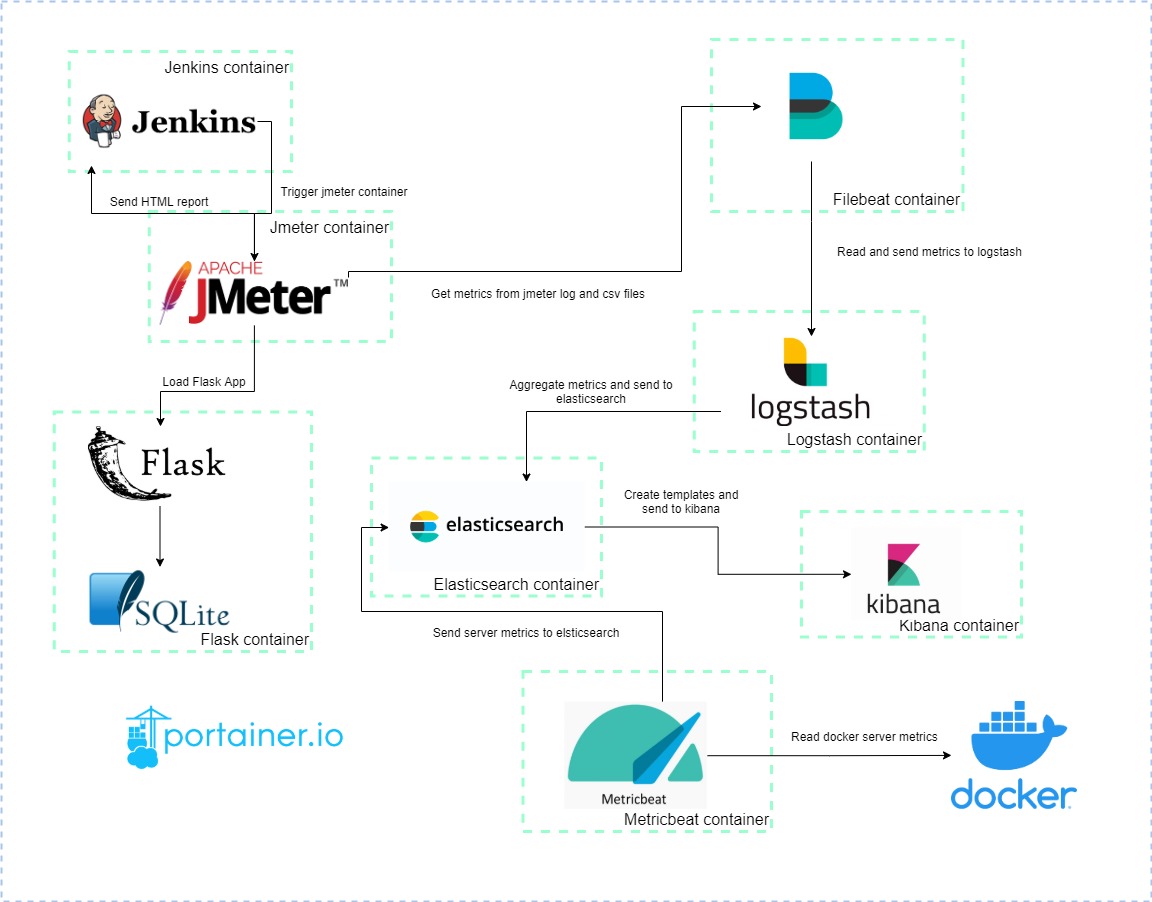 Jenkins container
Jenkins
Send HTML report
Trigger jmeter container
Jmeter container
APACHE
JMeter TM
Get metrics from jmeter log and csv files
Filebeat container
Read and send metrics to logstash
logstash
Logstash container
Aggregate metrics and send to
elasticsearch
Load Flask App
Flask
SQLite
Flask container
elasticsearch
Elasticsearch container
Create templates and
send to kibana
kibana
Kibana container
Send server metrics to elsticsearch
Metricbeat
Metricbeat container
Read docker server metrics
docker
portainer.io